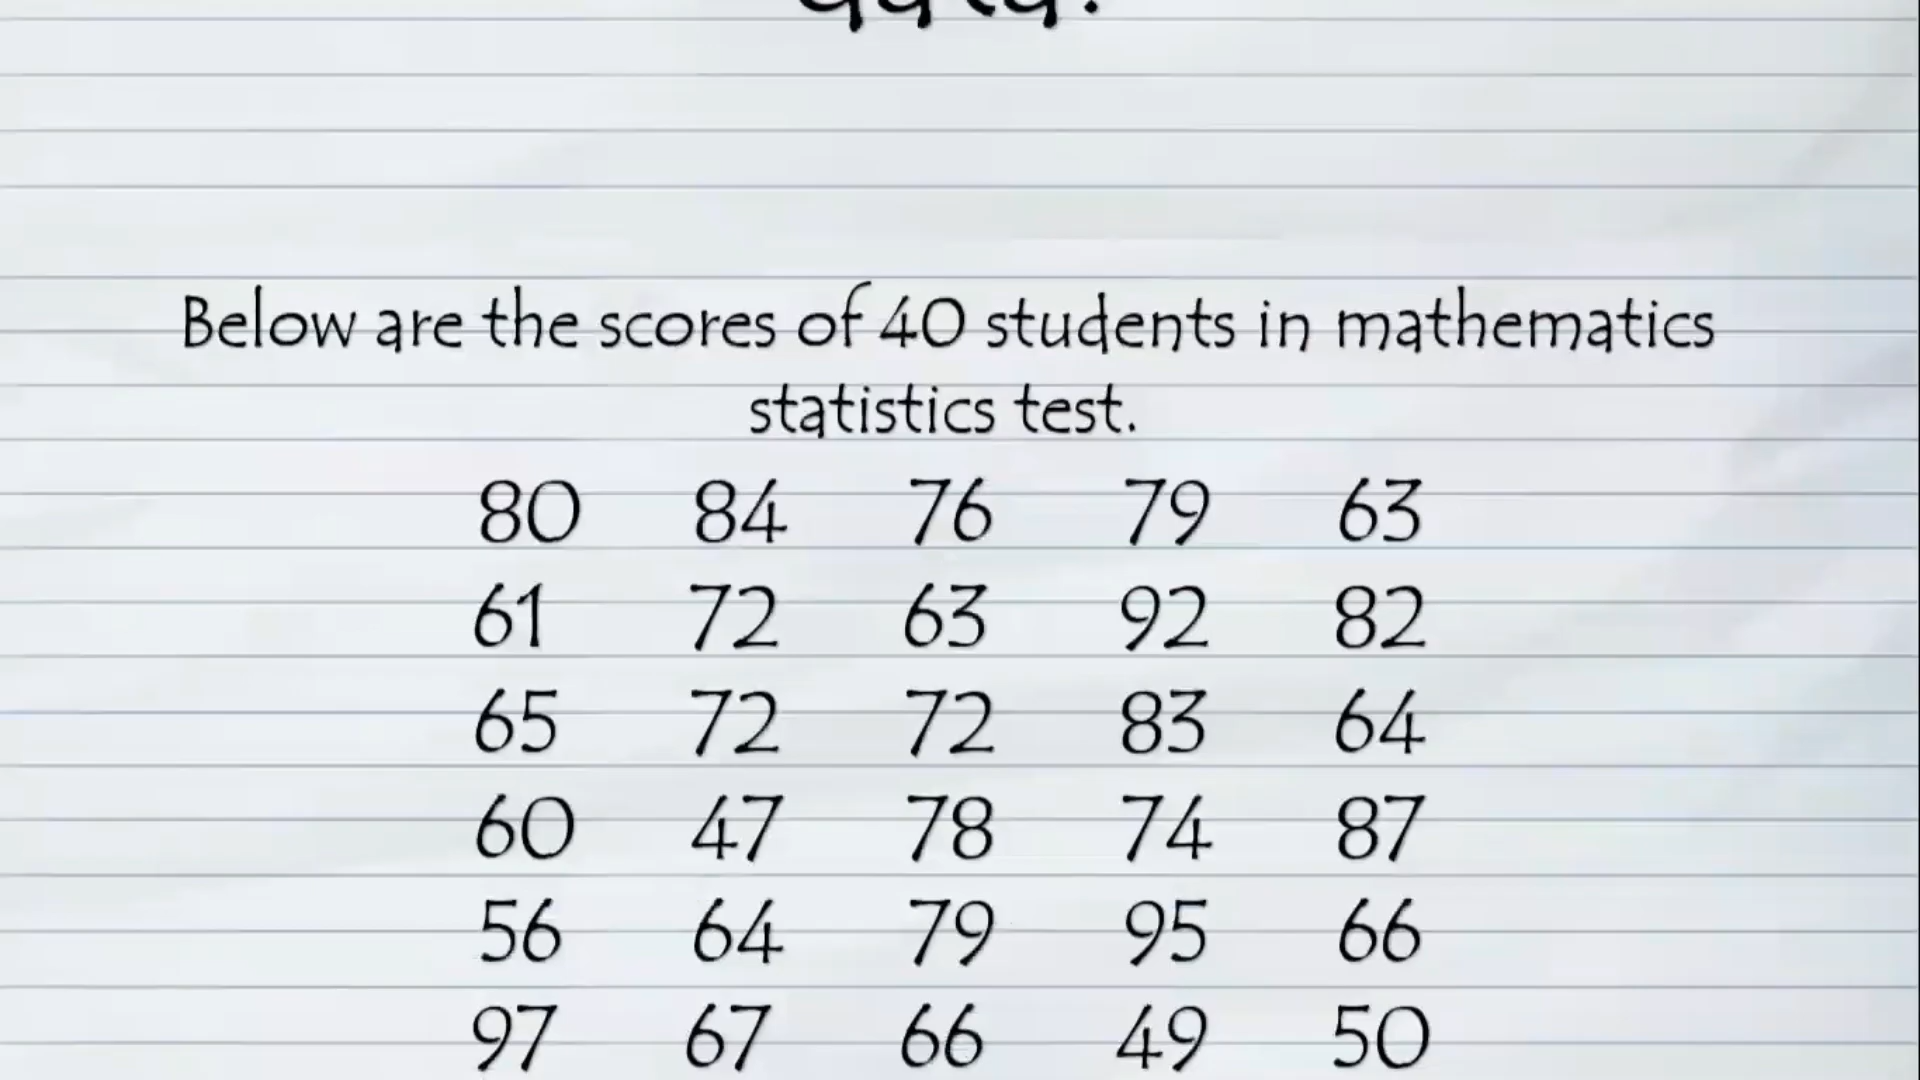 Below are the scores of 40 students in mathematics
statistics test.
80 84 76 79 63
61 72 63 92 82
65 72 72 83 64
60 47 78 74 87
56 64 79 95 66
97 67 66 49 50